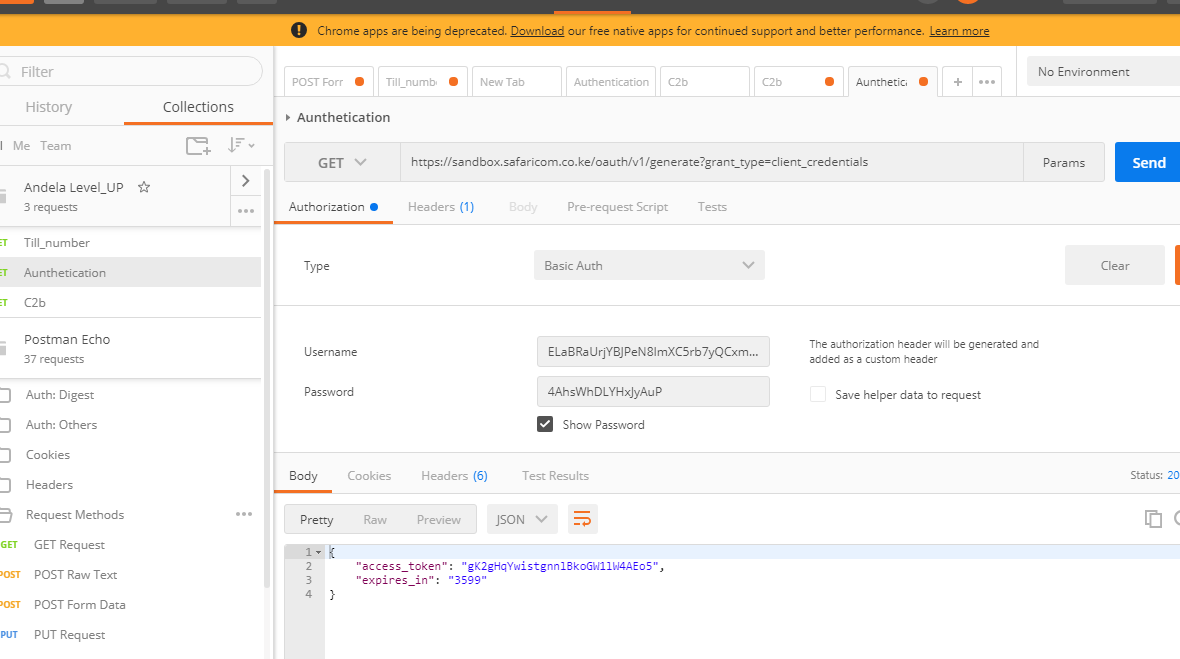 Chrome apps are being deprecated. Download our free native apps for continued support and better performance. Learn more
Filter
History Collections
Me Team
Andela Level_UP
3 requests
ET Till_number
ET Aunthetication
ET C2b
Postman Echo
37 requests
Auth: Digest
Auth: Others
Cookies
Headers
Request Methods
GET GET Request
POST POST Raw Text
POST POST Form Data
PUT PUT Request
POST Forr Till_numbe New Tab Authentication C2b C2b Aunthetic + •••
No Environment
Aunthetication
GET https://sandbox.safaricom.co.ke/oauth/v1/generate?grant_type=client_credentials Params Send
Authorization Headers (1) Body Pre-request Script Tests
Type Basic Auth Clear
Username ELaBRaUrjYBJPeN8lmXC5rb7yQCxm...
Password 4AhsWhDLYHxJyAuP
Show Password
The authorization header will be generated and
added as a custom header
Save helper data to request
Body Cookies Headers (6) Test Results Status: 20
Pretty Raw Preview JSON
1 {
2 "access_token": "gK2gHqYwistgnnlBkoGW1lW4AEo5",
3 "expires_in": "3599"
4 }